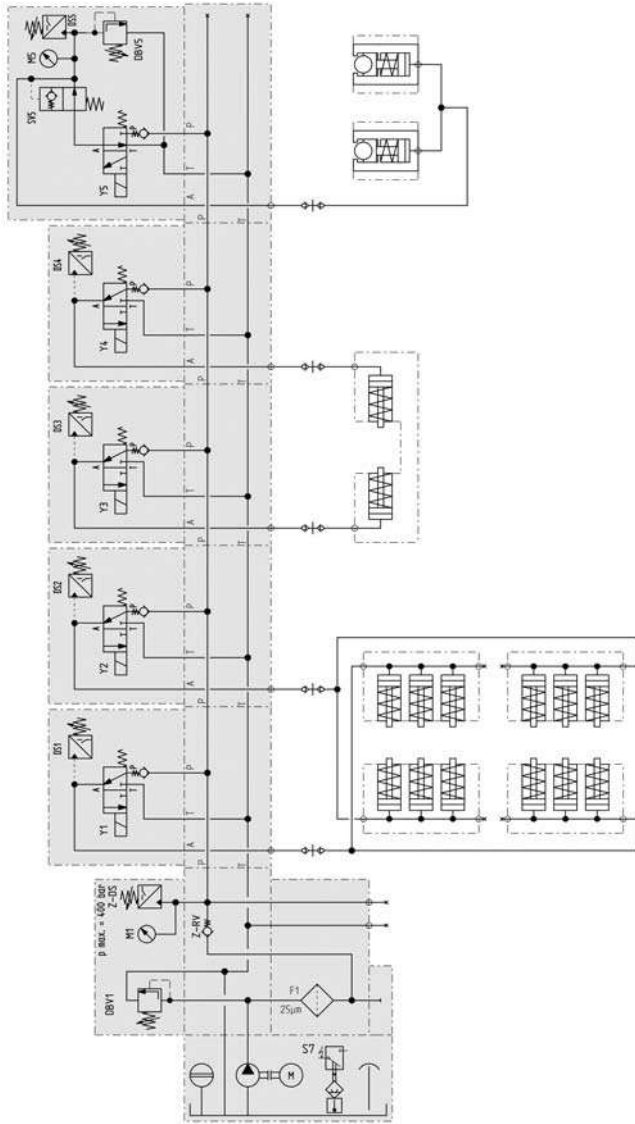 DS5
M5
DBV5
SV5
A
P
T
Y5
P
T
A
P
T
DS4
A
P
T
Y4
P
T
A
P
T
DS3
A
P
T
Y3
P
T
A
P
T
DS2
A
P
T
Y2
P
T
A
P
T
DS1
A
P
T
Y1
P
T
A
P
T
p max. = 400 bar
Z-DS
M1
Z-RV
DBV1
F1
25µm
S7
M